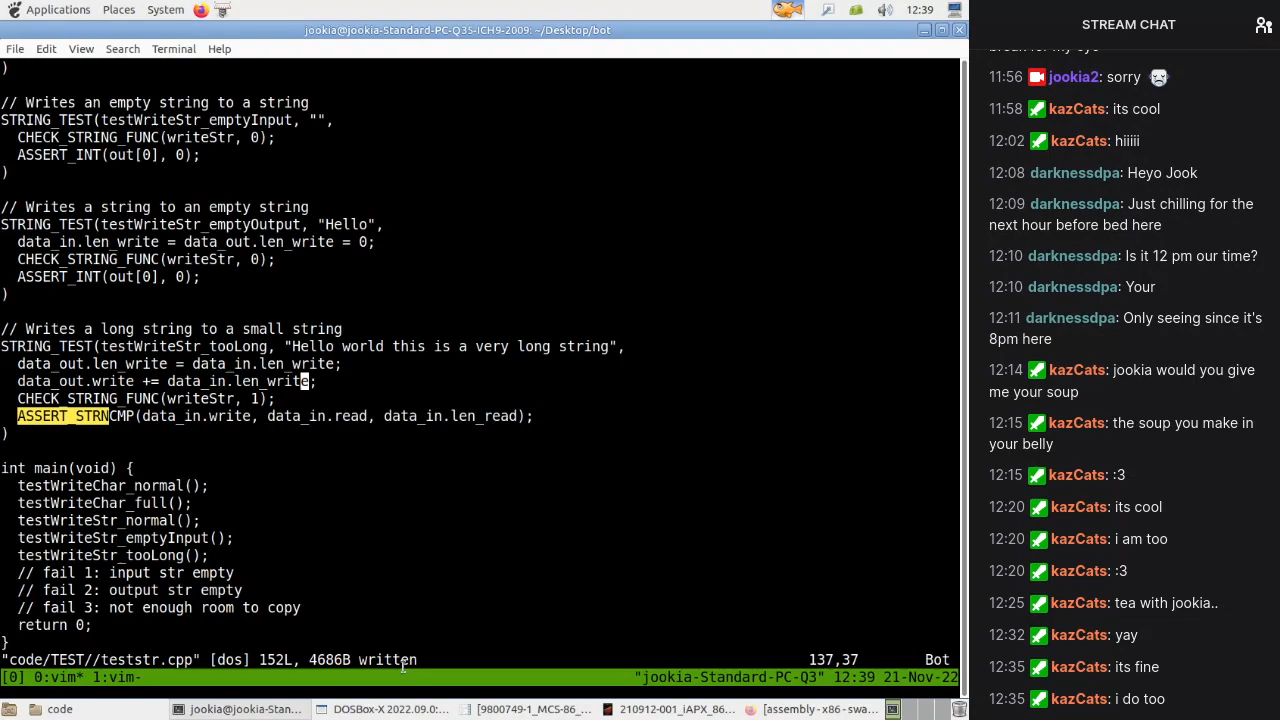 Applications Places System 12:39
jookia@jookia-Standard-PC-Q35-ICH9-2009: ~/Desktop/bot
File Edit View Search Terminal Help
)
// Writes an empty string to a string
STRING_TEST(testWriteStr_emptyInput, "",
CHECK_STRING_FUNC(writeStr, 0);
ASSERT_INT(out[0], 0);
)
// Writes a string to an empty string
STRING_TEST(testWriteStr_emptyOutput, "Hello",
data_in.len_write = data_out.len_write = 0;
CHECK_STRING_FUNC(writeStr, 0);
ASSERT_INT(out[0], 0);
)
// Writes a long string to a small string
STRING_TEST(testWriteStr_tooLong, "Hello world this is a very long string",
data_out.len_write = data_in.len_write;
data_out.write += data_in.len_write;
CHECK_STRING_FUNC(writeStr, 1);
ASSERT_STRNCMP(data_in.write, data_in.read, data_in.len_read);
)
int main(void) {
testWriteChar_normal();
testWriteChar_full();
testWriteStr_normal();
testWriteStr_emptyInput();
testWriteStr_tooLong();
// fail 1: input str empty
// fail 2: output str empty
// fail 3: not enough room to copy
return 0;
}
"code/TEST//teststr.cpp" [dos] 152L, 4686B written 137,37 Bot
[0] 0:vim* 1:vim- "jookia-Standard-PC-Q3" 12:39 21-Nov-22
code jookia@jookia-Stan... DOSBOX-X 2022.09.0:... [9800749-1_MCS-86_... 210912-001_iAPX_86... [assembly - x86 - swa...
STREAM CHAT
11:56 jookia2: sorry
11:58 kazCats: its cool
12:02 kazCats: hiiiii
12:08 darknessdpa: Heyo Jook
12:09 darknessdpa: Just chilling for the
next hour before bed here
12:10 darknessdpa: Is it 12 pm our time?
12:10 darknessdpa: Your
12:11 darknessdpa: Only seeing since it's
8pm here
12:14 kazCats: jookia would you give
me your soup
12:15 kazCats: the soup you make in
your belly
12:15 kazCats: :3
12:20 kazCats: its cool
12:20 kazCats: i am too
12:20 kazCats: :3
12:25 kazCats: tea with jookia..
12:32 kazCats: yay
12:35 kazCats: its fine
12:35 kazCats: i do too